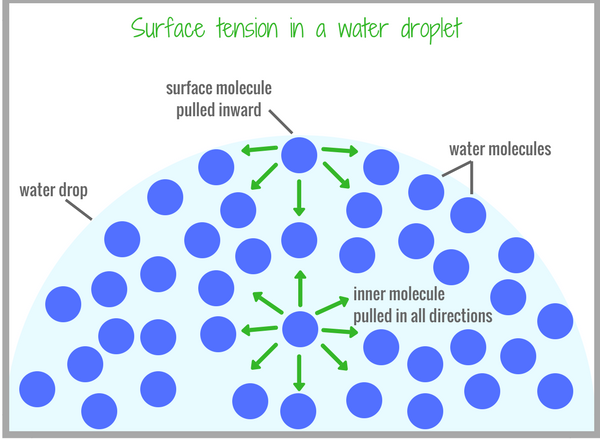 Surface tension in a water droplet
surface molecule
pulled inward
water molecules
water drop
inner molecule
pulled in all directions